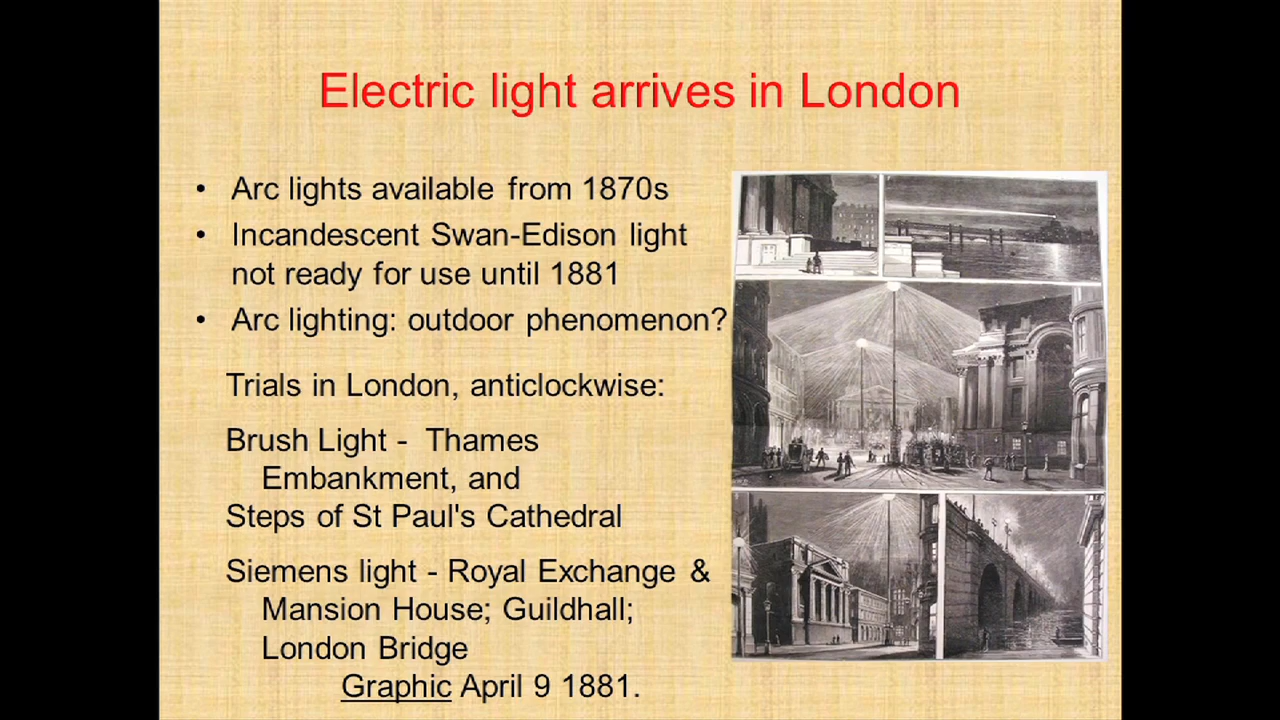 Electric light arrives in London
• Arc lights available from 1870s
• Incandescent Swan-Edison light
not ready for use until 1881
• Arc lighting: outdoor phenomenon?
Trials in London, anticlockwise:
Brush Light - Thames
Embankment, and
Steps of St Paul's Cathedral
Siemens light - Royal Exchange &
Mansion House; Guildhall;
London Bridge
Graphic April 9 1881.